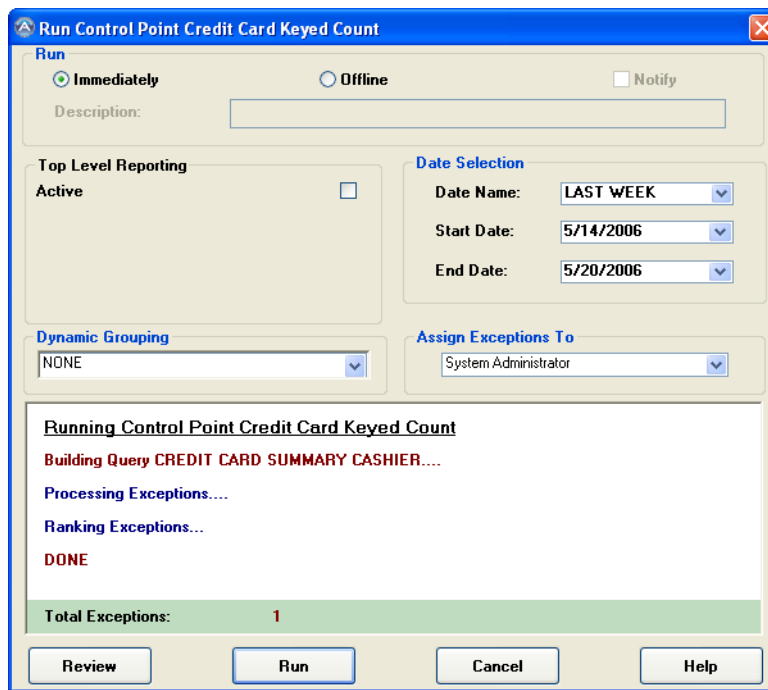 Run Control Point Credit Card Keyed Count
Run
Immediately Offline Notify
Description:
Top Level Reporting
Active
Date Selection
Date Name: LAST WEEK
Start Date: 5/14/2006
End Date: 5/20/2006
Dynamic Grouping
NONE
Assign Exceptions To
System Administrator
Running Control Point Credit Card Keyed Count
Building Query CREDIT CARD SUMMARY CASHIER....
Processing Exceptions....
Ranking Exceptions...
DONE
Total Exceptions: 1
Review Run Cancel Help